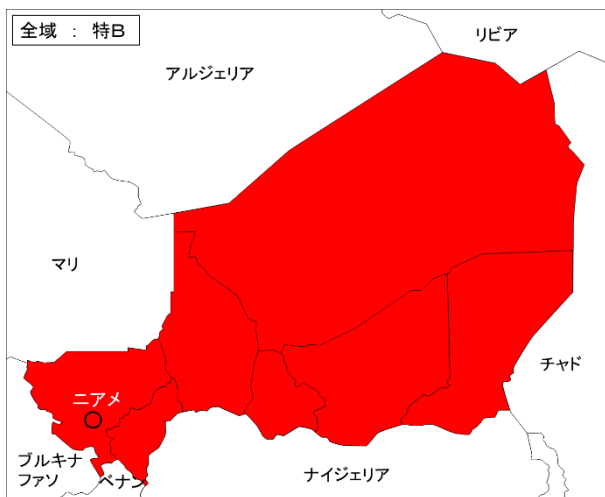 全域 ： 特B
リビア
アルジェリア
マリ
チャド
ニアメ
ブルキナ
ファソ
ベナン
ナイジェリア